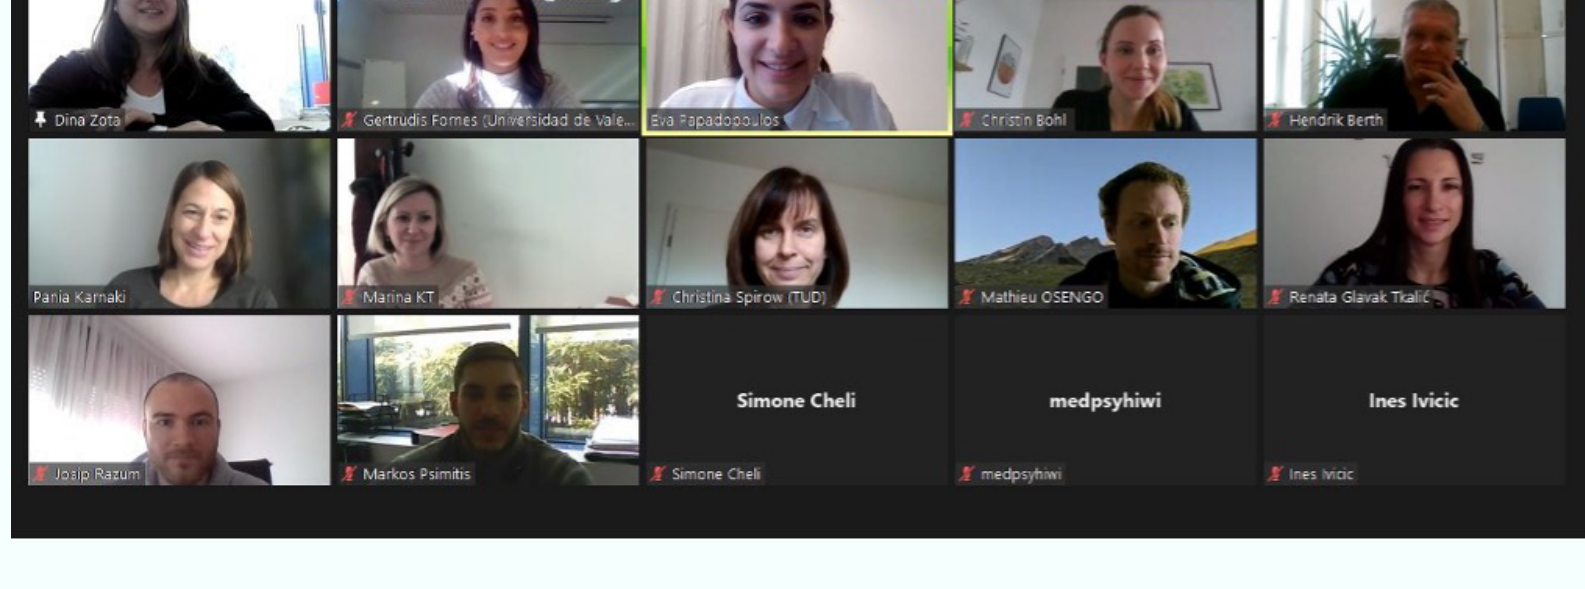 Dina Zota
Gertrudis Fornes (Universidad de Vale...
Eva Papadopoulos
Christin Bohl
Hendrik Berth
Pania Karnaki
Marina KT
Christina Spirow (TUD)
Mathieu OSENGO
Renata Glavak Tkalić
Josip Razum
Markos Psimitis
Simone Cheli
Simone Cheli
medpsyhiwi
medpsyhiwi
Ines Ivicic
Ines Ivicic